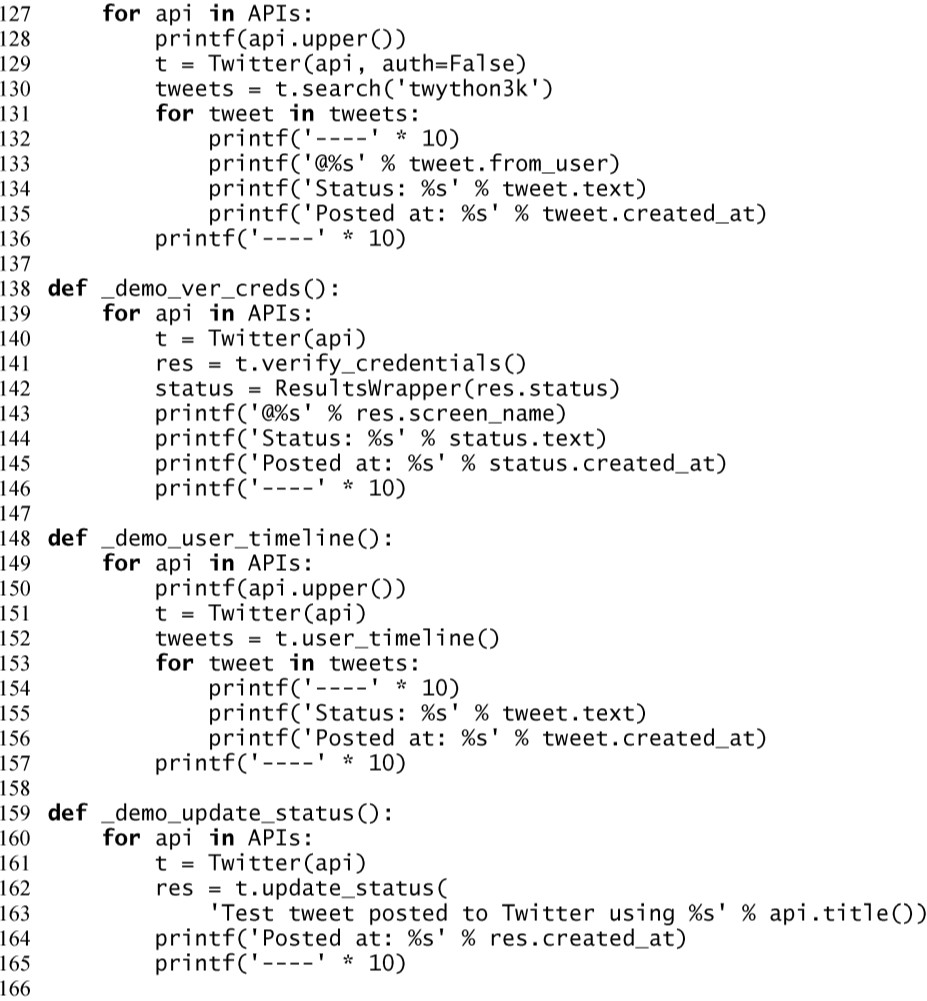 127     for api in APIs:
128         printf(api.upper())
129         t = Twitter(api, auth=False)
130         tweets = t.search('twython3k')
131         for tweet in tweets:
132             printf('----' * 10)
133             printf('@%s' % tweet.from_user)
134             printf('Status: %s' % tweet.text)
135             printf('Posted at: %s' % tweet.created_at)
136         printf('----' * 10)
137
138 def _demo_ver_creds():
139     for api in APIs:
140         t = Twitter(api)
141         res = t.verify_credentials()
142         status = ResultsWrapper(res.status)
143         printf('@%s' % res.screen_name)
144         printf('Status: %s' % status.text)
145         printf('Posted at: %s' % status.created_at)
146         printf('----' * 10)
147
148 def _demo_user_timeline():
149     for api in APIs:
150         printf(api.upper())
151         t = Twitter(api)
152         tweets = t.user_timeline()
153         for tweet in tweets:
154             printf('----' * 10)
155             printf('Status: %s' % tweet.text)
156             printf('Posted at: %s' % tweet.created_at)
157         printf('----' * 10)
158
159 def _demo_update_status():
160     for api in APIs:
161         t = Twitter(api)
162         res = t.update_status(
163             'Test tweet posted to Twitter using %s' % api.title())
164         printf('Posted at: %s' % res.created_at)
165         printf('----' * 10)
166